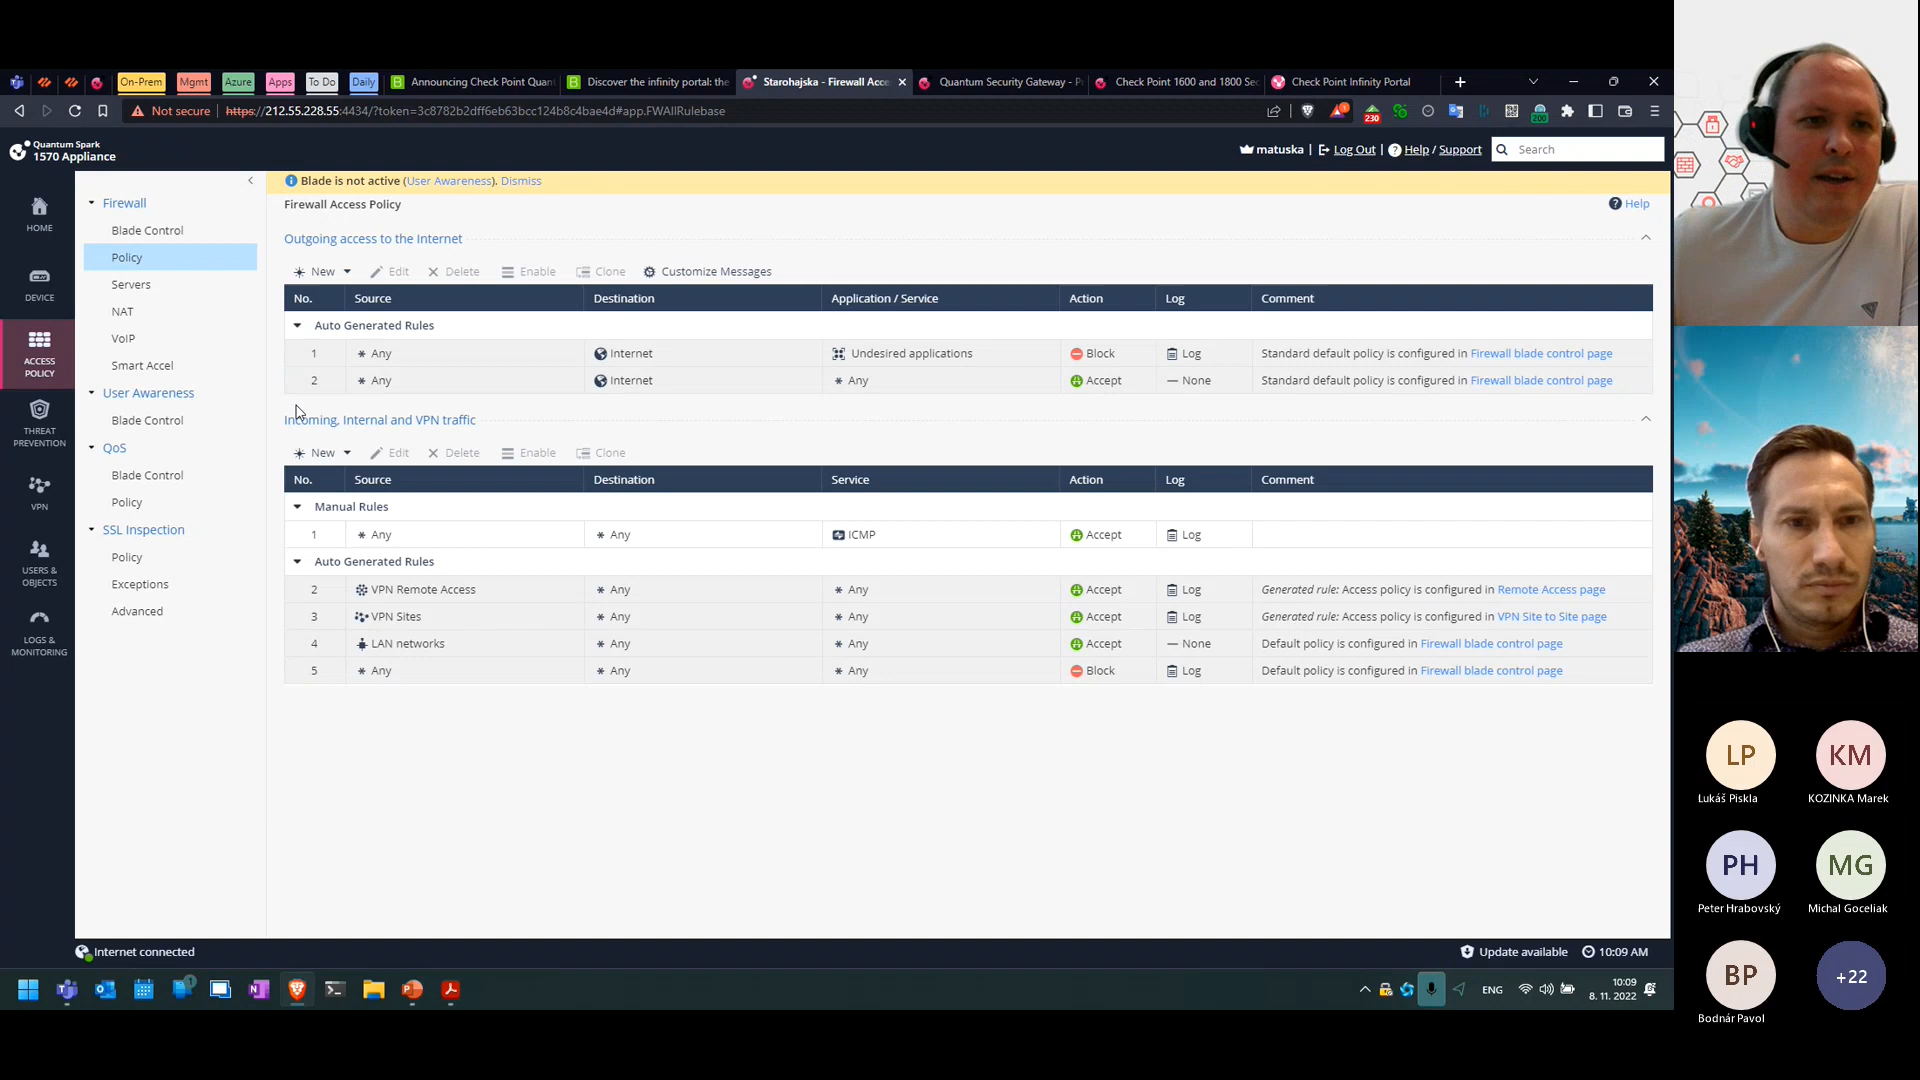 On-Prem Mgmt Azure Apps To Do Daily Announcing Check Point Quan Discover the infinity portal: the Starohajska - Firewall Acce Quantum Security Gateway - P Check Point 1600 and 1800 Sec Check Point Infinity Portal
Not secure https://212.55.228.55:4434/?token=3c8782b2dff6eb63bcc124b8c4bae4d#app.FWAllRulebase 230 200
Quantum Spark
1570 Appliance
matuska | Log Out | Help / Support Search
HOME
DEVICE
ACCESS
POLICY
THREAT
PREVENTION
VPN
USERS &
OBJECTS
LOGS &
MONITORING
Firewall
Blade Control
Policy
Servers
NAT
VoIP
Smart Accel
User Awareness
Blade Control
QoS
Blade Control
Policy
SSL Inspection
Policy
Exceptions
Advanced
Blade is not active (User Awareness). Dismiss
Firewall Access Policy Help
Outgoing access to the Internet
New Edit Delete Enable Clone Customize Messages
No. Source Destination Application / Service Action Log Comment
Auto Generated Rules
1 Any Internet Undesired applications Block Log Standard default policy is configured in Firewall blade control page
2 Any Internet Any Accept None Standard default policy is configured in Firewall blade control page
Incoming, Internal and VPN traffic
New Edit Delete Enable Clone
No. Source Destination Service Action Log Comment
Manual Rules
1 Any Any ICMP Accept Log
Auto Generated Rules
2 VPN Remote Access Any Any Accept Log Generated rule: Access policy is configured in Remote Access page
3 VPN Sites Any Any Accept Log Generated rule: Access policy is configured in VPN Site to Site page
4 LAN networks Any Any Accept None Default policy is configured in Firewall blade control page
5 Any Any Any Block Log Default policy is configured in Firewall blade control page
Internet connected Update available 10:09 AM
ENG 10:09
8. 11. 2022
LP KM
Lukáš Piskla KOZINKA Marek
PH MG
Peter Hrabovský Michal Goceliak
BP +22
Bodnár Pavol